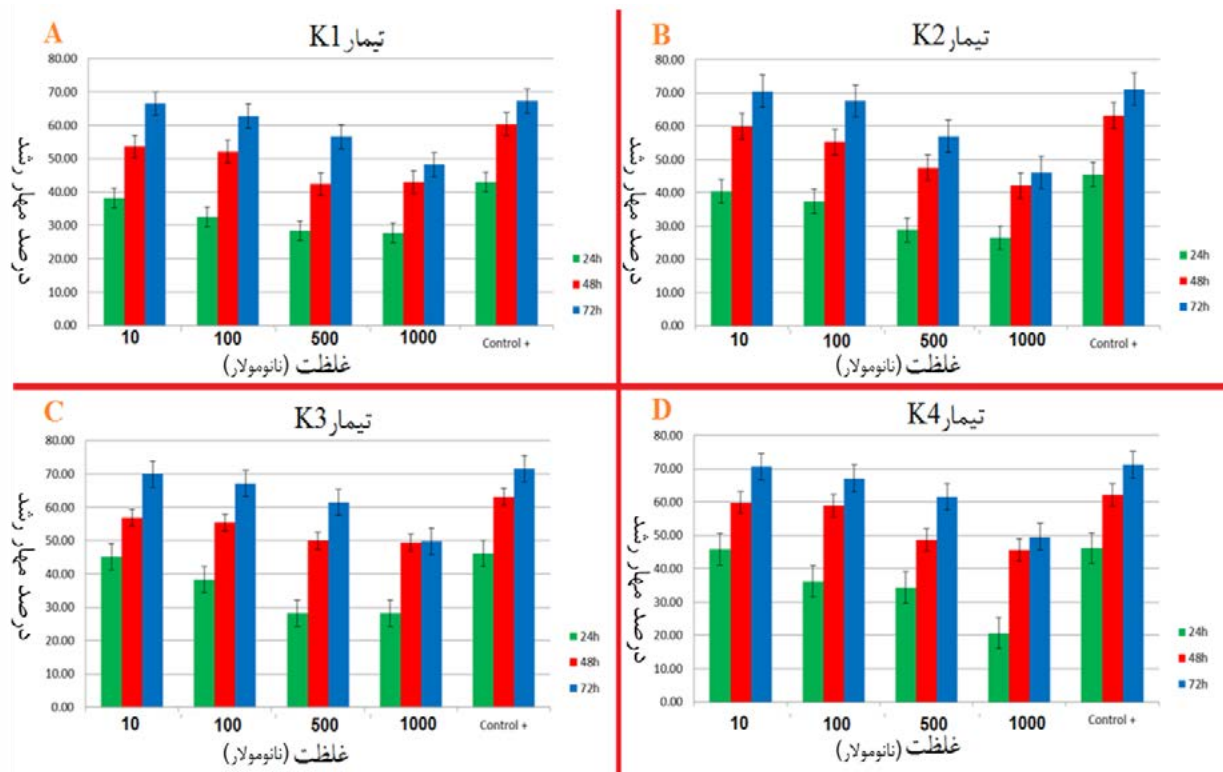 A
تیمار K1
80.00
70.00
60.00
50.00
40.00
30.00
20.00
10.00
0.00
درصد مهار رشد
24h
48h
72h
10 100 500 1000 Control +
غلظت (نانومولار)
B
تیمار K2
80.00
70.00
60.00
50.00
40.00
30.00
20.00
10.00
0.00
درصد مهار رشد
24h
48h
72h
10 100 500 1000 Control +
غلظت (نانومولار)
C
تیمار K3
80.00
70.00
60.00
50.00
40.00
30.00
20.00
10.00
0.00
درصد مهار رشد
24h
48h
72h
10 100 500 1000 Control +
غلظت (نانومولار)
D
تیمار K4
80.00
70.00
60.00
50.00
40.00
30.00
20.00
10.00
0.00
درصد مهار رشد
24h
48h
72h
10 100 500 1000 Control +
غلظت (نانومولار)